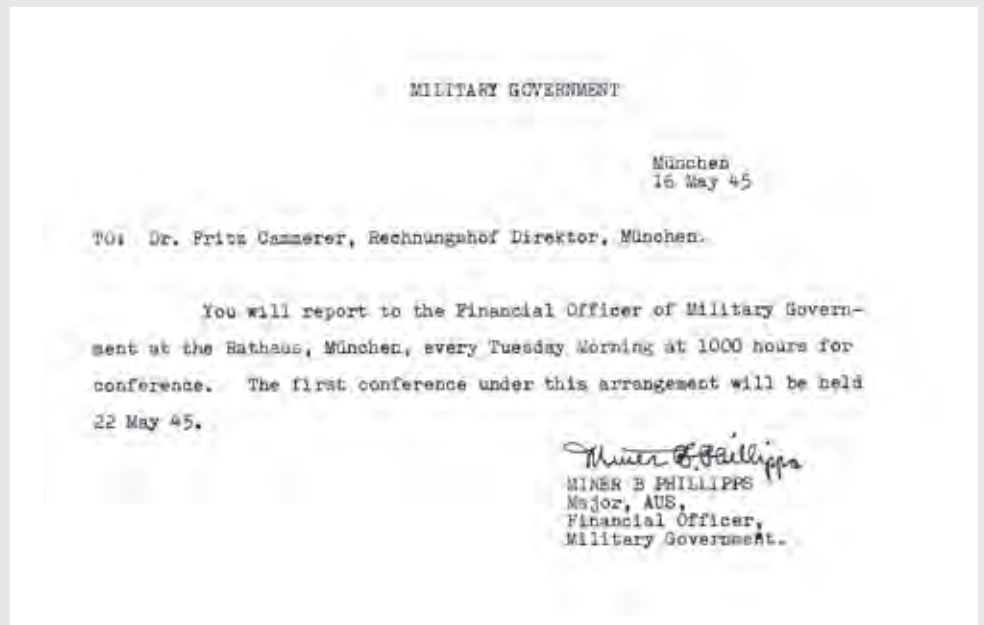 MILITARY GOVERNMENT
München
16 May 45
TO: Dr. Fritz Cammerer, Rechnungshof Direktor, München.
You will report to the Financial Officer of Military Govern-
ment at the Rathaus, München, every Tuesday Morning at 1000 hours for
conference. The first conference under this arrangement will be held
22 May 45.
Miner B. Phillipps
MINER B PHILLIPPS
Major, AUS,
Financial Officer,
Military Government.